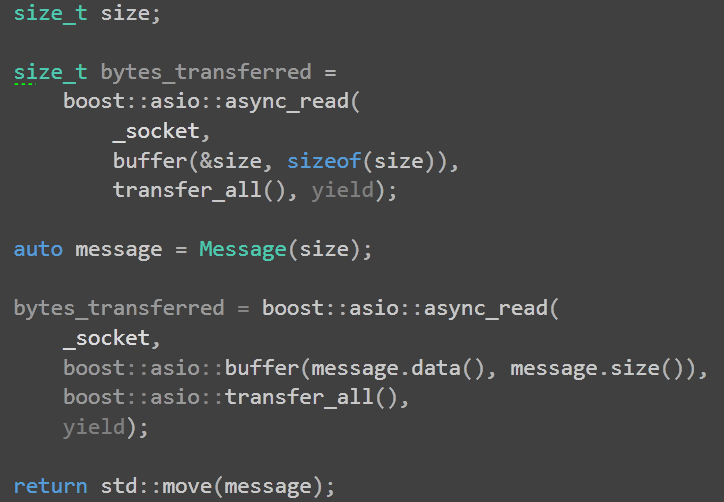 size_t size;
size_t bytes_transferred =
boost::asio::async_read(
_socket,
buffer(&size, sizeof(size)),
transfer_all(), yield);
auto message = Message(size);
bytes_transferred = boost::asio::async_read(
_socket,
boost::asio::buffer(message.data(), message.size()),
boost::asio::transfer_all(),
yield);
return std::move(message);